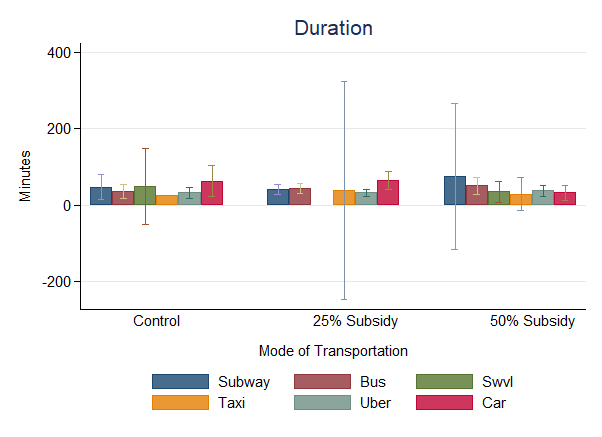 Duration
Minutes
400
200
0
-200
Control 25% Subsidy 50% Subsidy
Mode of Transportation
Subway Bus Swvl
Taxi Uber Car